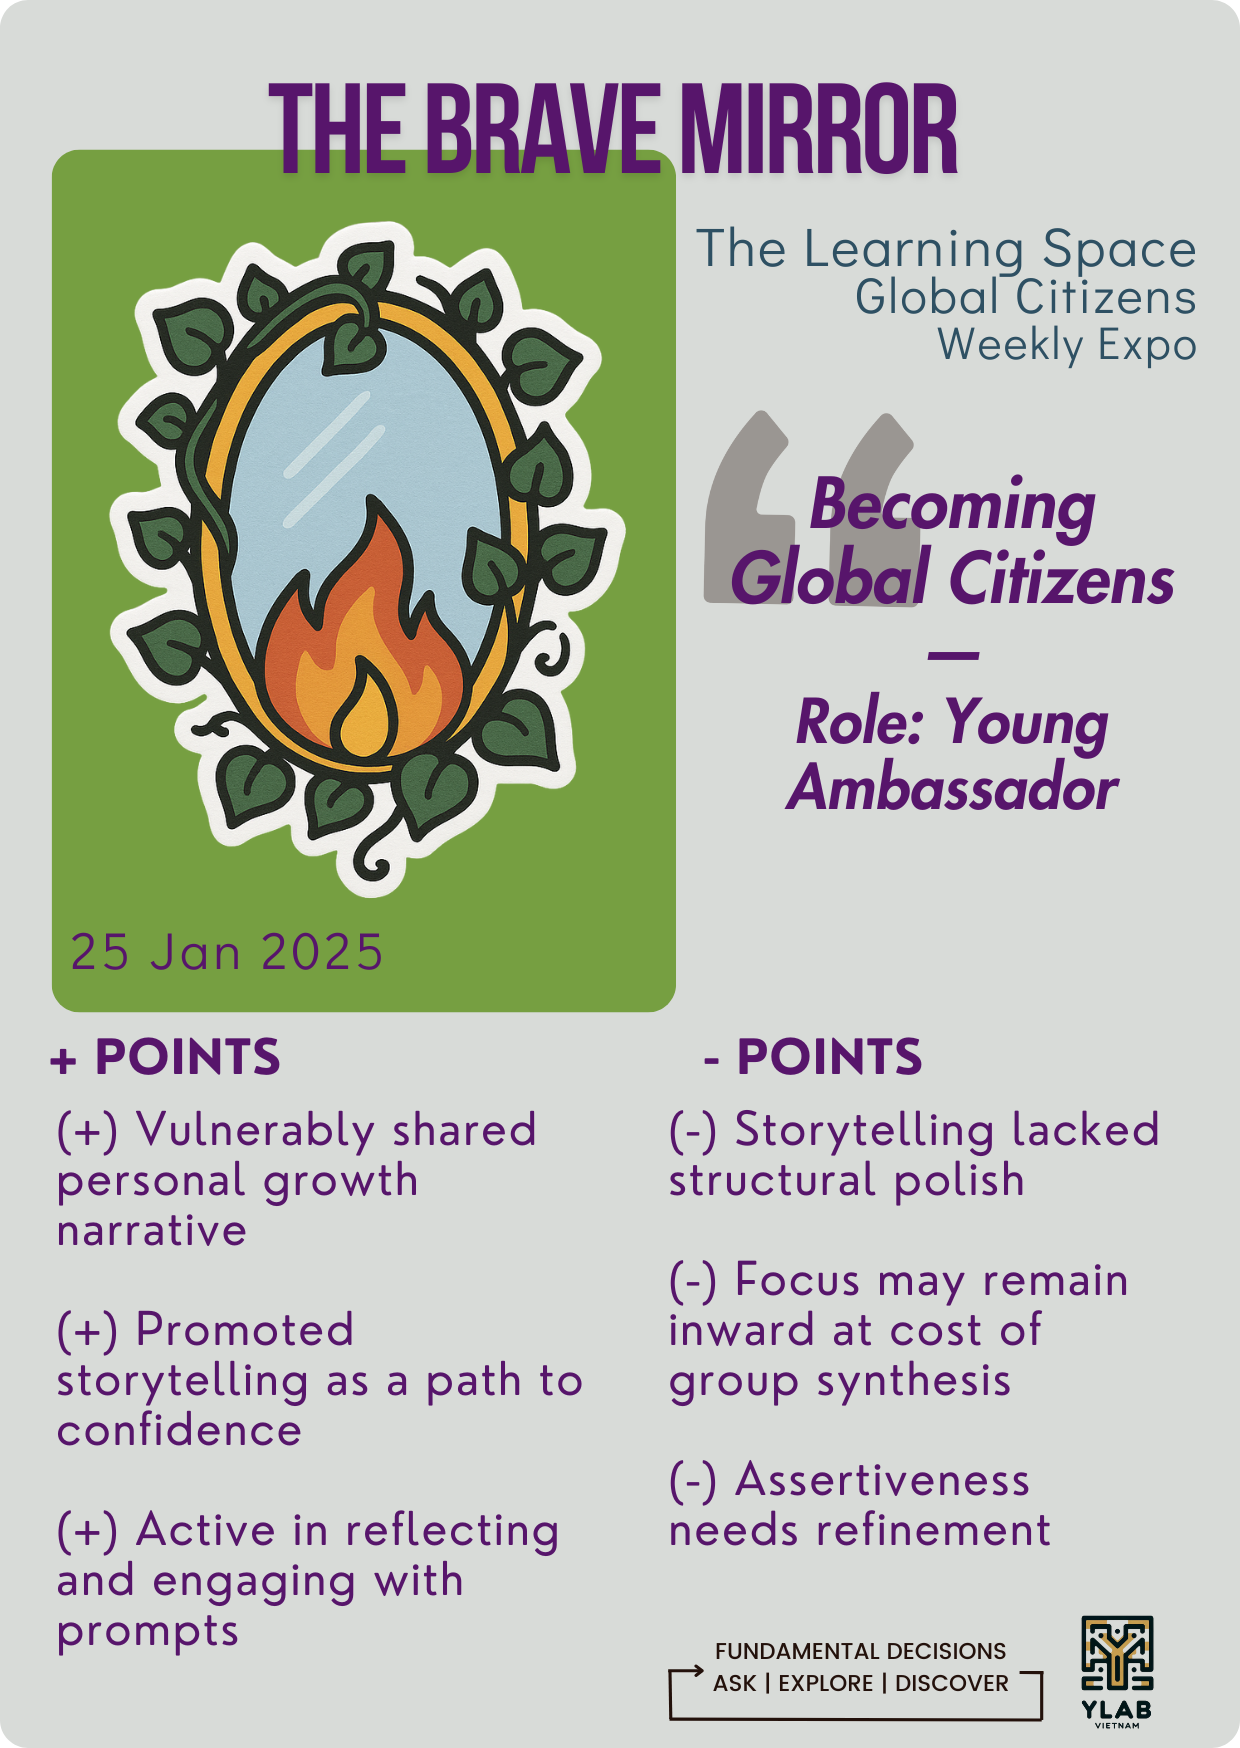 THE BRAVE MIRROR
The Learning Space
Global Citizens
Weekly Expo
“
Becoming
Global Citizens
—
Role: Young
Ambassador
25 Jan 2025
+ POINTS
(+) Vulnerably shared
personal growth
narrative
(+) Promoted
storytelling as a path to
confidence
(+) Active in reflecting
and engaging with
prompts
- POINTS
(-) Storytelling lacked
structural polish
(-) Focus may remain
inward at cost of
group synthesis
(-) Assertiveness
needs refinement
FUNDAMENTAL DECISIONS
ASK | EXPLORE | DISCOVER
YLAB
VIETNAM